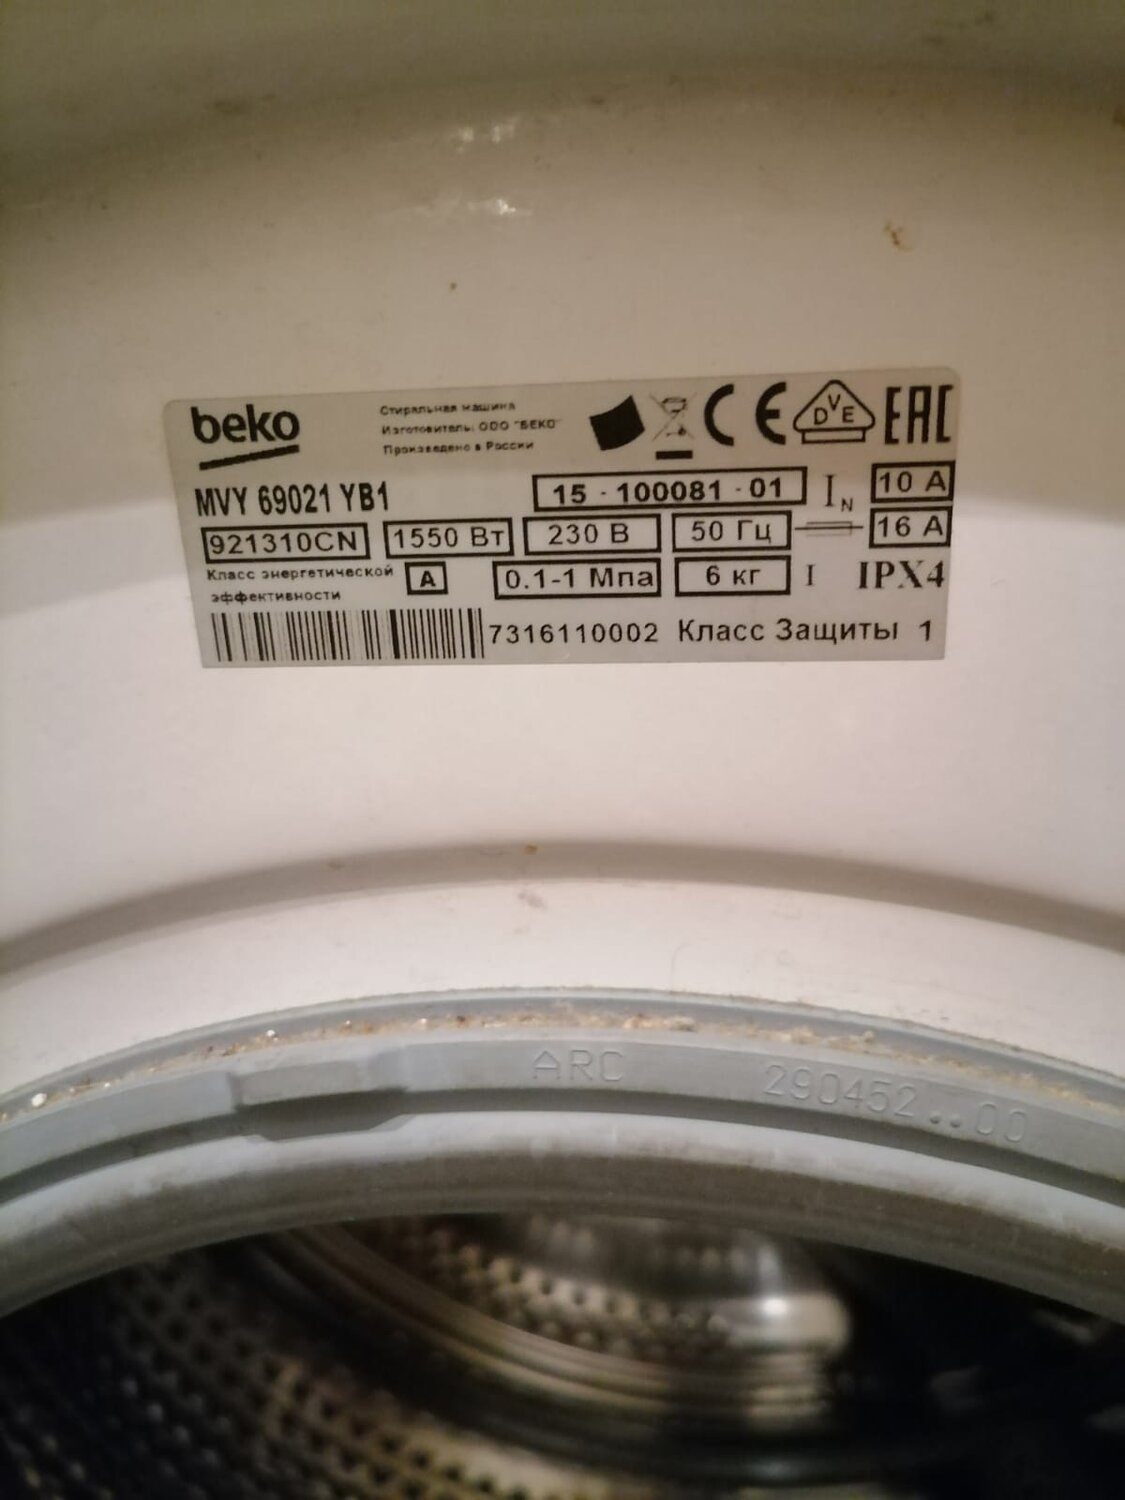 beko
Стиральная машина
Изготовитель: ООО "БЕКО"
Произведено в России
CE
DVE
EAC
MVY 69021 YB1
15 - 100081 - 01
IN
10 A
921310CN
1550 Вт
230 В
50 Гц
16 A
Класс энергетической
эффективности
A
0.1-1 Мпа
6 кг
I
IPX4
7316110002
Класс Защиты 1
ARC
290452..00